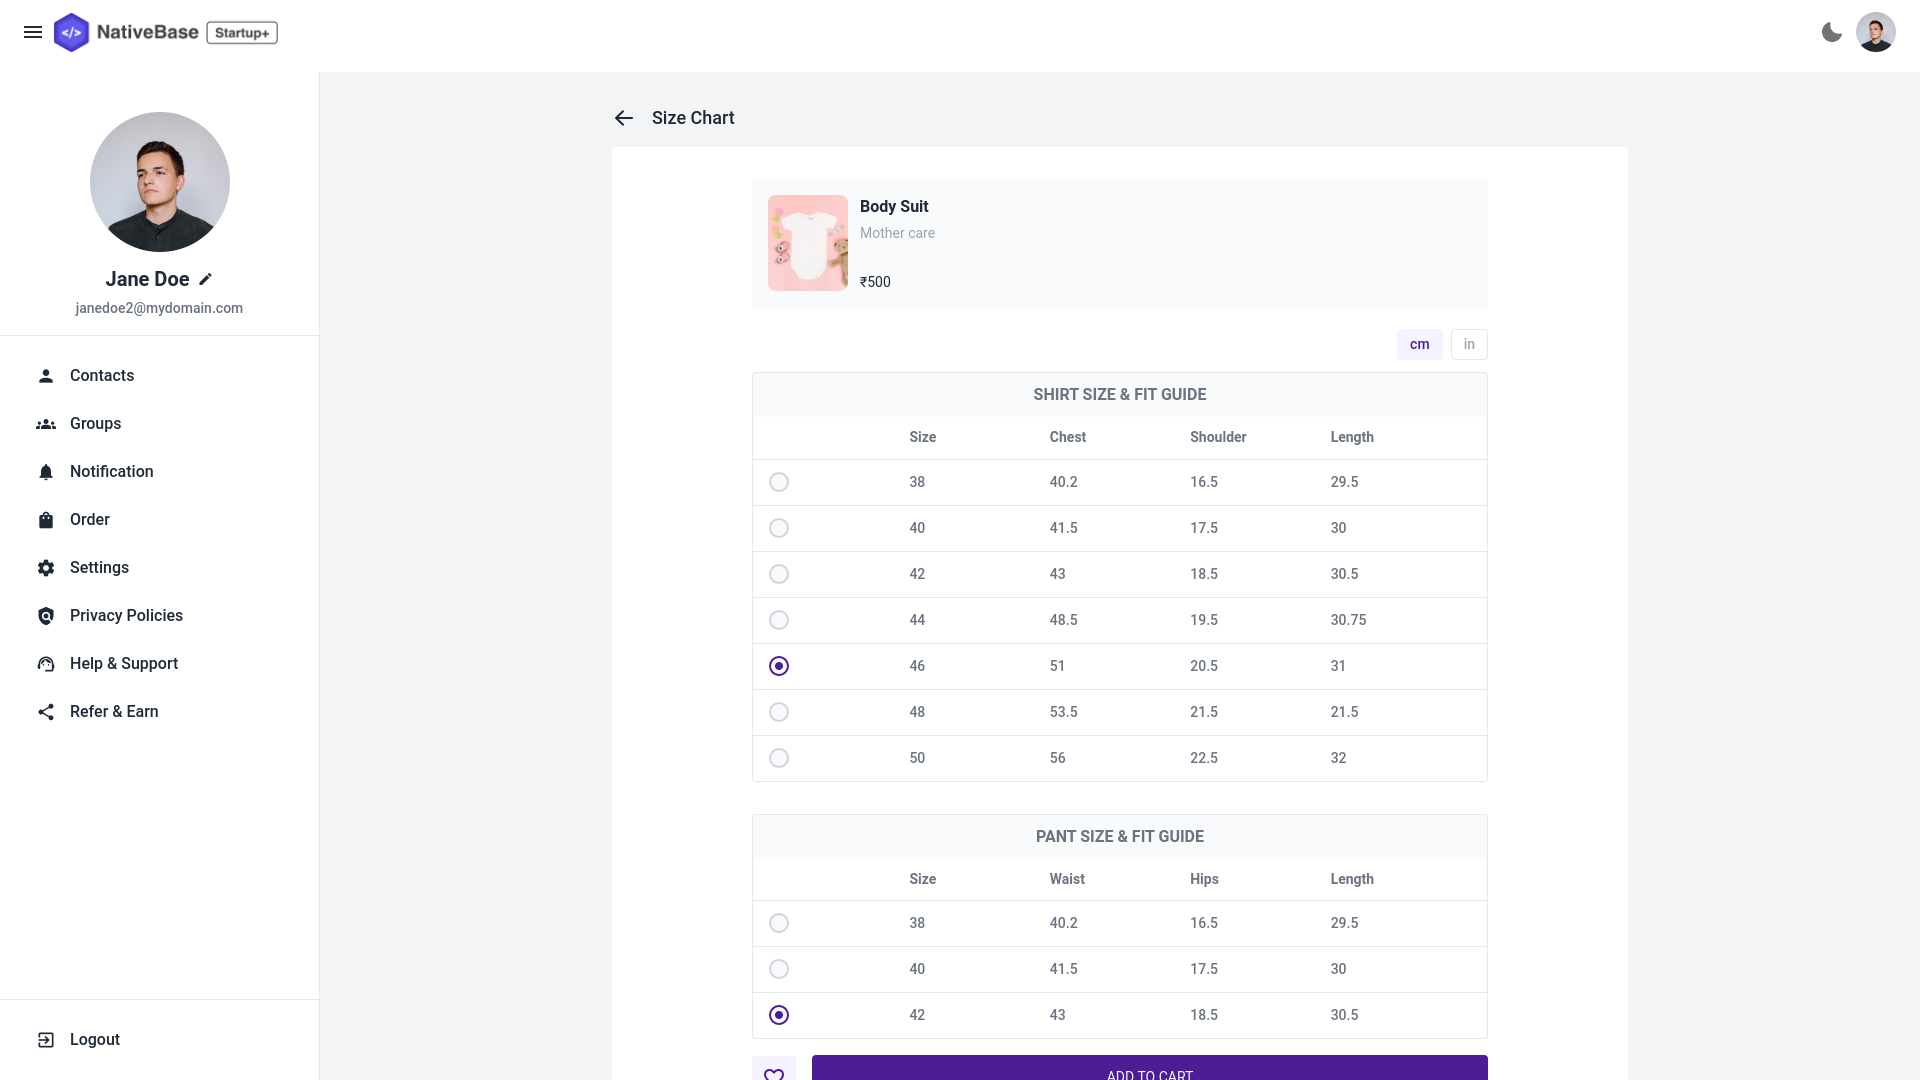 </> NativeBase Startup+
Jane Doe
janedoe2@mydomain.com
Contacts
Groups
Notification
Order
Settings
Privacy Policies
Help & Support
Refer & Earn
Logout
Size Chart
Body Suit
Mother care
₹500
cm in
SHIRT SIZE & FIT GUIDE
Size Chest Shoulder Length
38 40.2 16.5 29.5
40 41.5 17.5 30
42 43 18.5 30.5
44 48.5 19.5 30.75
46 51 20.5 31
48 53.5 21.5 21.5
50 56 22.5 32
PANT SIZE & FIT GUIDE
Size Waist Hips Length
38 40.2 16.5 29.5
40 41.5 17.5 30
42 43 18.5 30.5
ADD TO CART